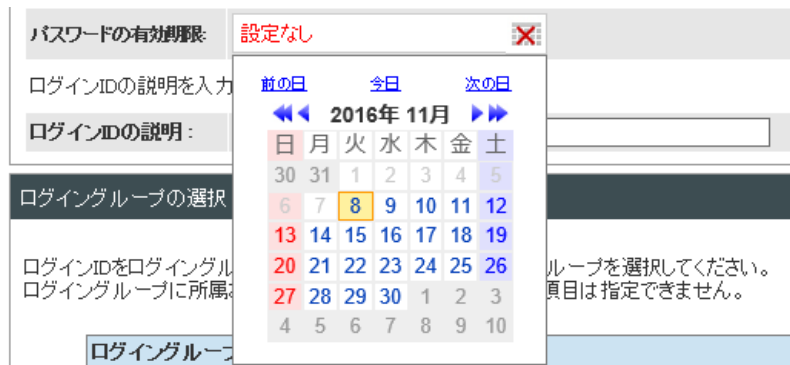 パスワードの有効期限:
設定なし
ログインIDの説明を入力
前の日 今日 次の日
2016年 11月
ログインIDの説明:
日 月 火 水 木 金 土
30 31 1 2 3 4 5
6 7 8 9 10 11 12
13 14 15 16 17 18 19
20 21 22 23 24 25 26
27 28 29 30 1 2 3
4 5 6 7 8 9 10
ログイングループの選択
ログインIDをログイングル
ループを選択してください。
ログイングループに所属
項目は指定できません。
ログイングループ